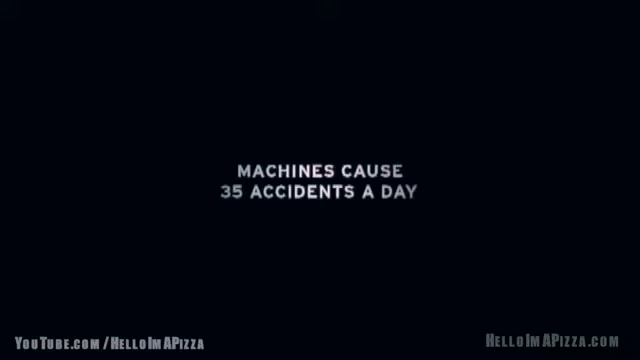 MACHINES CAUSE
35 ACCIDENTS A DAY
YouTube.com/HelloImAPizza
HelloImAPizza.com